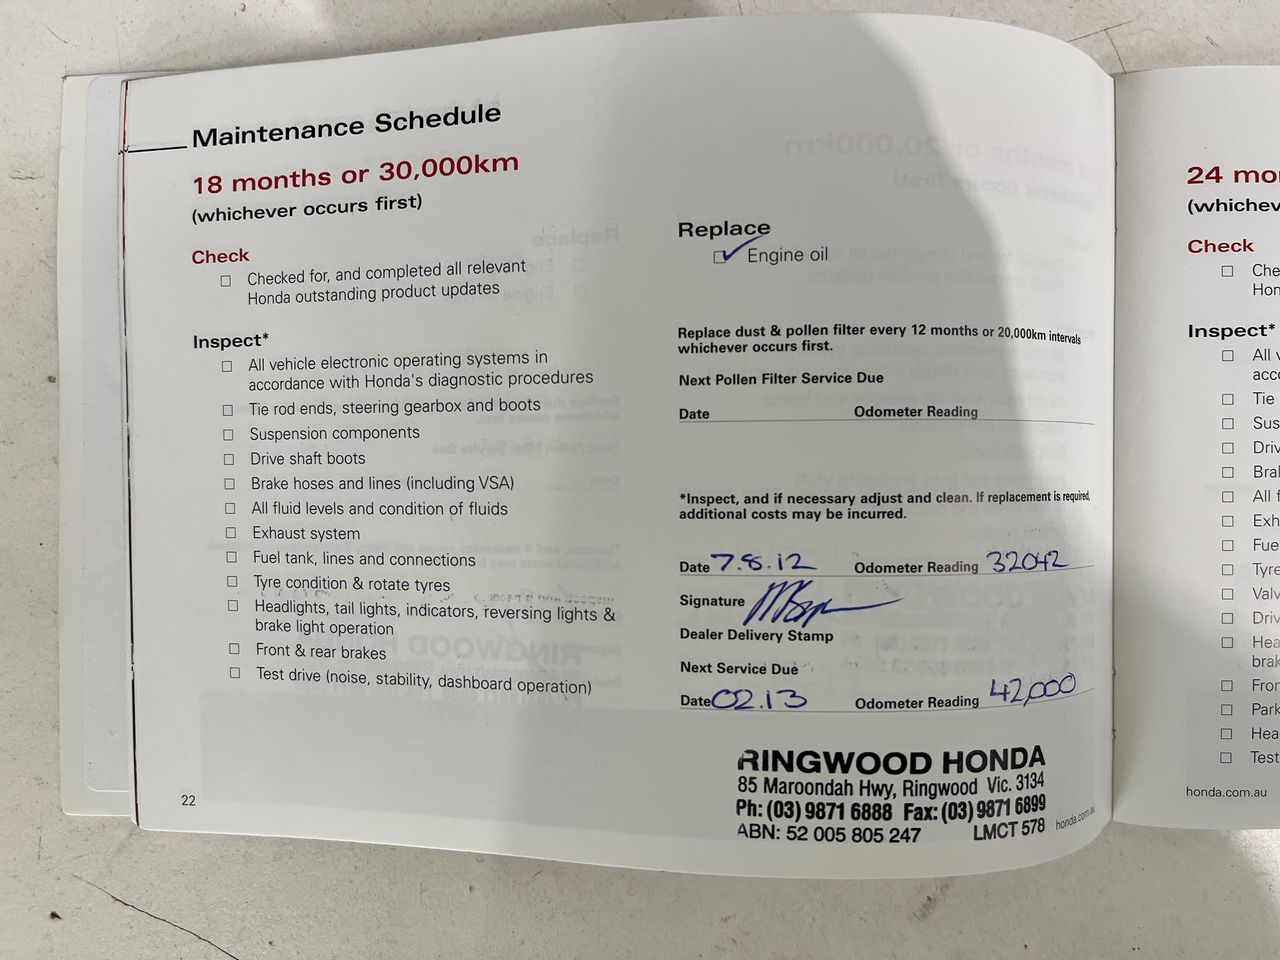 Maintenance Schedule
18 months or 30,000km
(whichever occurs first)
Check
Checked for, and completed all relevant
Honda outstanding product updates
Inspect*
All vehicle electronic operating systems in
accordance with Honda's diagnostic procedures
Tie rod ends, steering gearbox and boots
Suspension components
Drive shaft boots
Brake hoses and lines (including VSA)
All fluid levels and condition of fluids
Exhaust system
Fuel tank, lines and connections
Tyre condition & rotate tyres
Headlights, tail lights, indicators, reversing lights &
brake light operation
Front & rear brakes
Test drive (noise, stability, dashboard operation)
22
Replace
Engine oil
Replace dust & pollen filter every 12 months or 20,000km intervals
whichever occurs first.
Next Pollen Filter Service Due
Date Odometer Reading
*Inspect, and if necessary adjust and clean. If replacement is required,
additional costs may be incurred.
Date 7.8.12 Odometer Reading 32042
Signature
Dealer Delivery Stamp
Next Service Due
Date 02.13 Odometer Reading 42,000
RINGWOOD HONDA
85 Maroondah Hwy, Ringwood Vic. 3134
Ph: (03) 9871 6888 Fax: (03) 9871 6899
ABN: 52 005 805 247 LMCT 578
honda.com.au
24 mo
(whichev
Check
Che
Hon
Inspect*
All v
acco
Tie
Sus
Driv
Bral
All f
Exh
Fue
Tyre
Valv
Driv
Hea
brak
Fron
Park
Hea
Test
honda.com.au